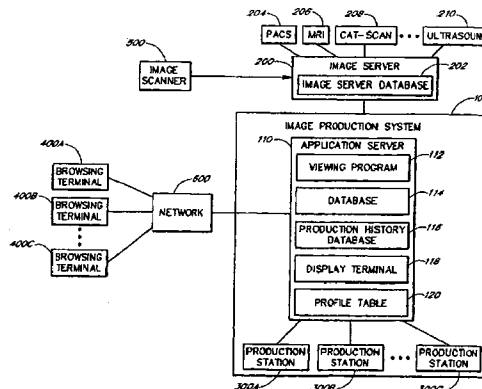 204 206 208 210
PACS MRI CAT-SCAN ••• ULTRASOUN
500 200 202
IMAGE SERVER
IMAGE SCANNER
IMAGE SERVER DATABASE
10
IMAGE PRODUCTION SYSTEM
110
APPLICATION SERVER
112
VIEWING PROGRAM
114
DATABASE
116
PRODUCTION HISTORY DATABASE
118
DISPLAY TERMINAL
120
PROFILE TABLE
400A
BROWSING TERMINAL
400B
BROWSING TERMINAL
400C
BROWSING TERMINAL
600
NETWORK
PRODUCTION STATION
PRODUCTION STATION
•••
PRODUCTION STATION
300A 300B 300C